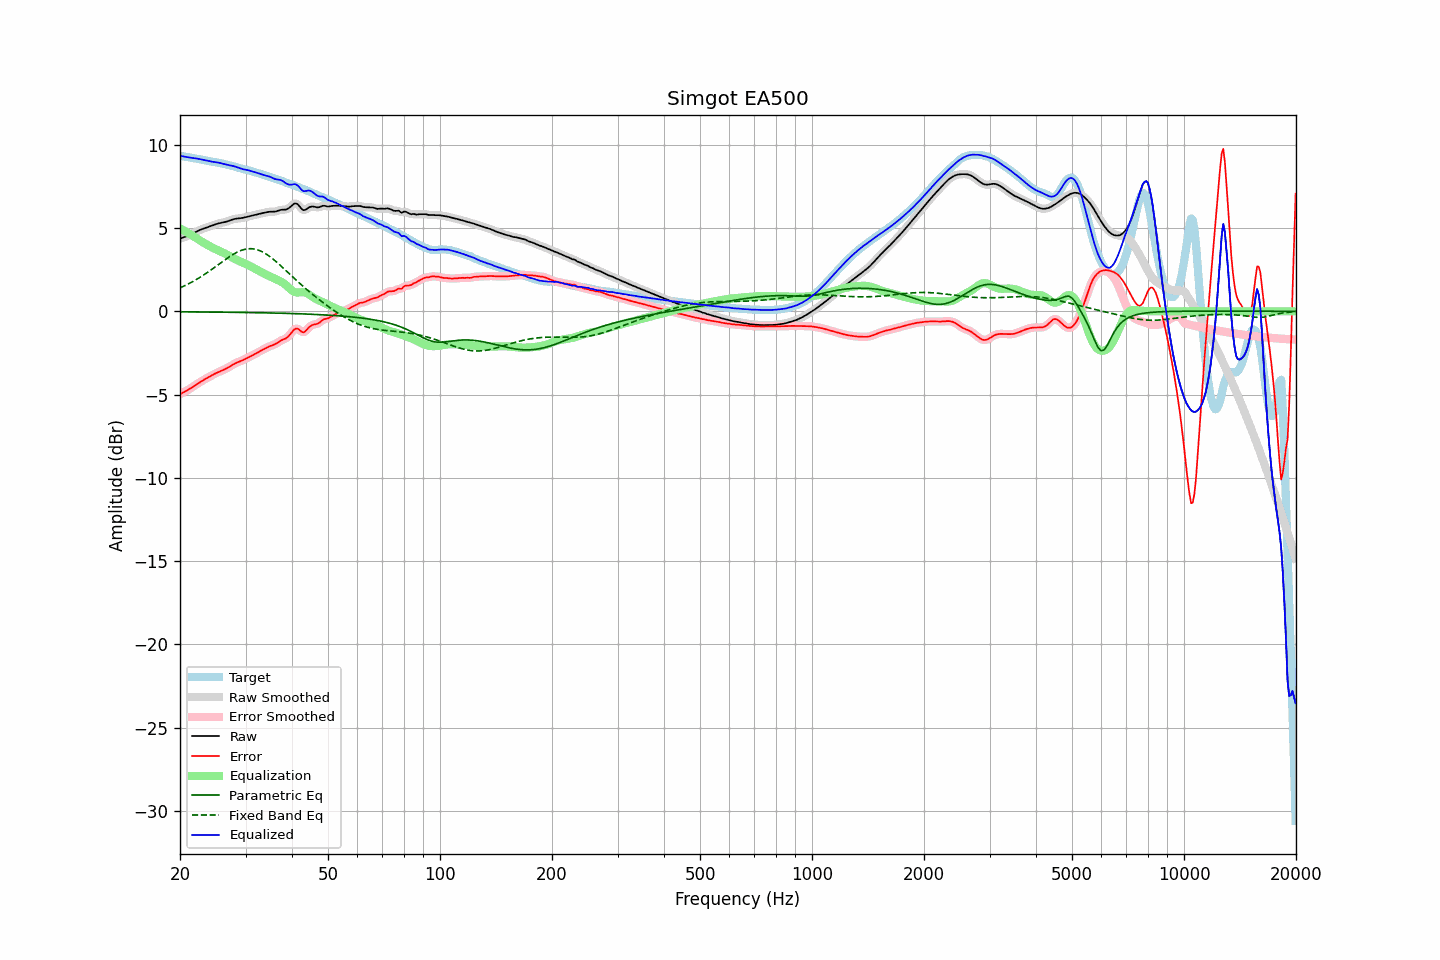 Simgot EA500
10
5
0
−5
−10
−15
−20
−25
−30
Amplitude (dBr)
Target
Raw Smoothed
Error Smoothed
Raw
Error
Equalization
Parametric Eq
Fixed Band Eq
Equalized
20 50 100 200 500 1000 2000 5000 10000 20000
Frequency (Hz)